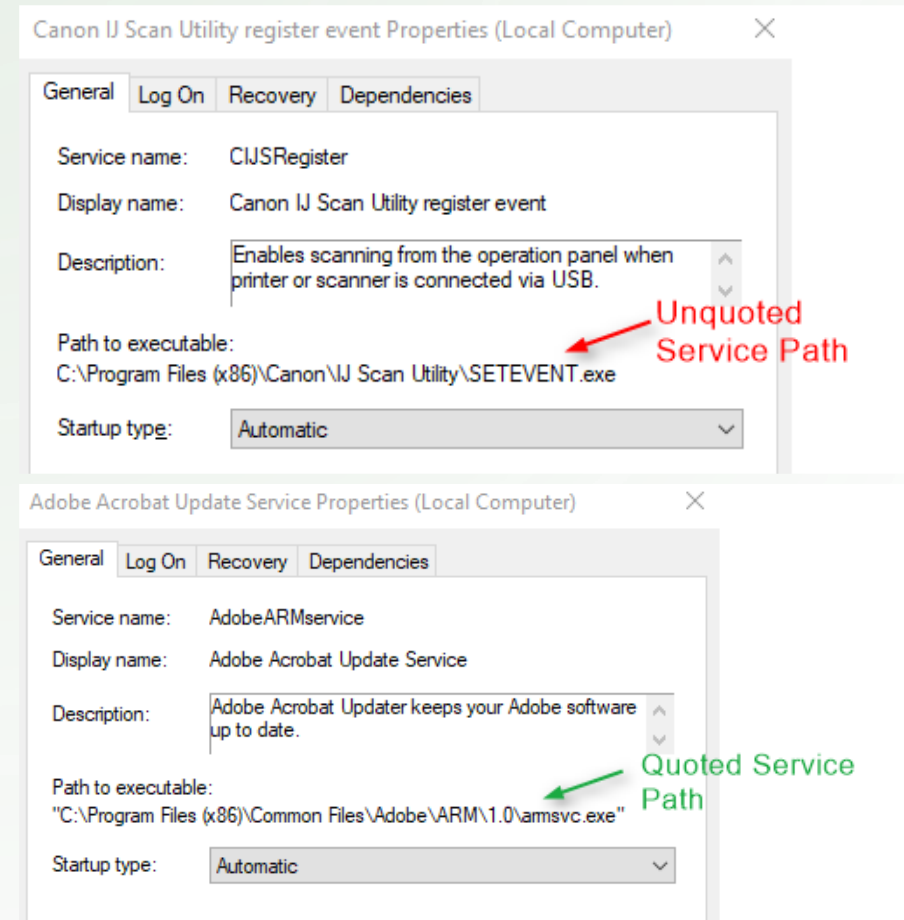 Canon IJ Scan Utility register event Properties (Local Computer)
General Log On Recovery Dependencies
Service name: CIJSRegister
Display name: Canon IJ Scan Utility register event
Description: Enables scanning from the operation panel when
printer or scanner is connected via USB.
Unquoted
Service Path
Path to executable:
C:\Program Files (x86)\Canon\IJ Scan Utility\SETEVENT.exe
Startup type: Automatic
Adobe Acrobat Update Service Properties (Local Computer)
General Log On Recovery Dependencies
Service name: AdobeARMservice
Display name: Adobe Acrobat Update Service
Description: Adobe Acrobat Updater keeps your Adobe software
up to date.
Quoted Service
Path
Path to executable:
"C:\Program Files (x86)\Common Files\Adobe\ARM\1.0\armsvc.exe"
Startup type: Automatic